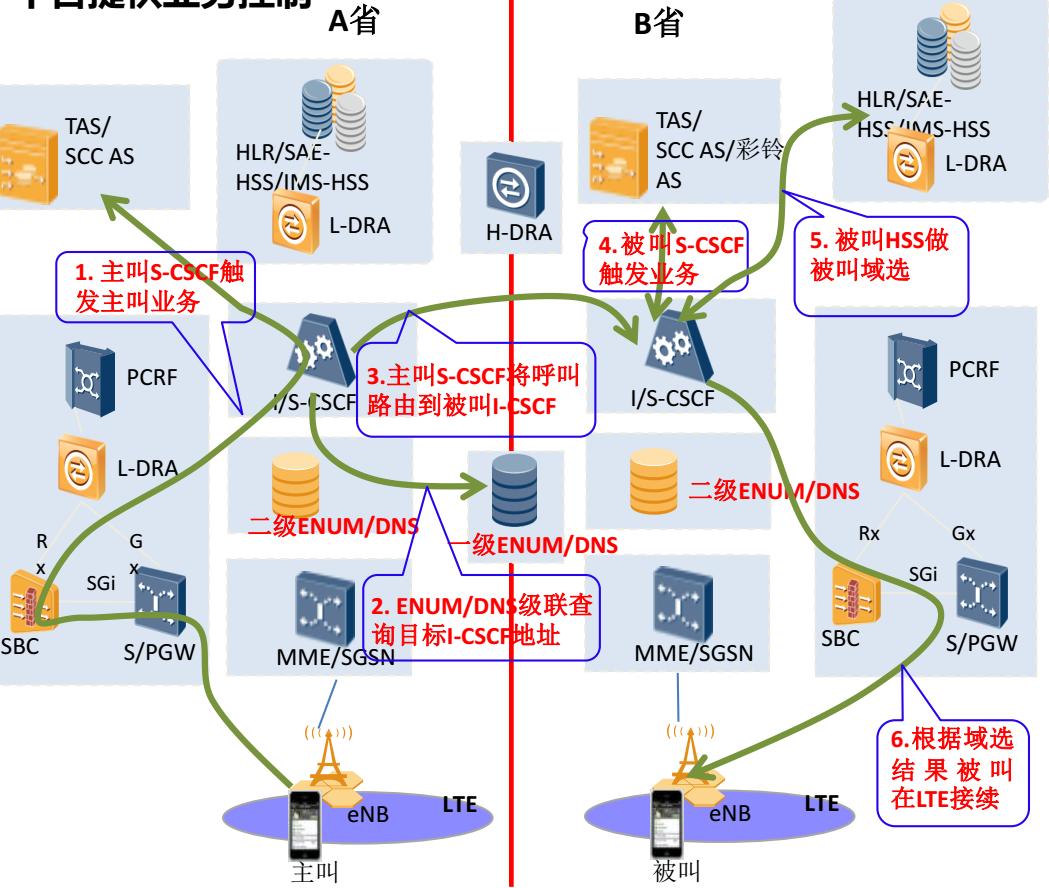 A省
B省
TAS/
SCC AS
HLR/SAE-
HSS/IMS-HSS
L-DRA
H-DRA
TAS/
SCC AS/彩铃
AS
HLR/SAE-
HSS/IMS-HSS
L-DRA
1. 主叫S-CSCF触
发主叫业务
4.被叫S-CSCF
触发业务
5. 被叫HSS做
被叫域选
PCRF
L-DRA
I/S-CSCF
3.主叫S-CSCF将呼叫
路由到被叫I-CSCF
I/S-CSCF
PCRF
L-DRA
二级ENUM/DNS
一级ENUM/DNS
二级ENUM/DNS
R
x
G
x
SGi
SBC
S/PGW
MME/SGSN
2. ENUM/DNS级联查
询目标I-CSCF地址
MME/SGSN
Rx
Gx
SGi
SBC
S/PGW
6.根据域选
结果被叫
在LTE接续
eNB
LTE
主叫
eNB
LTE
被叫